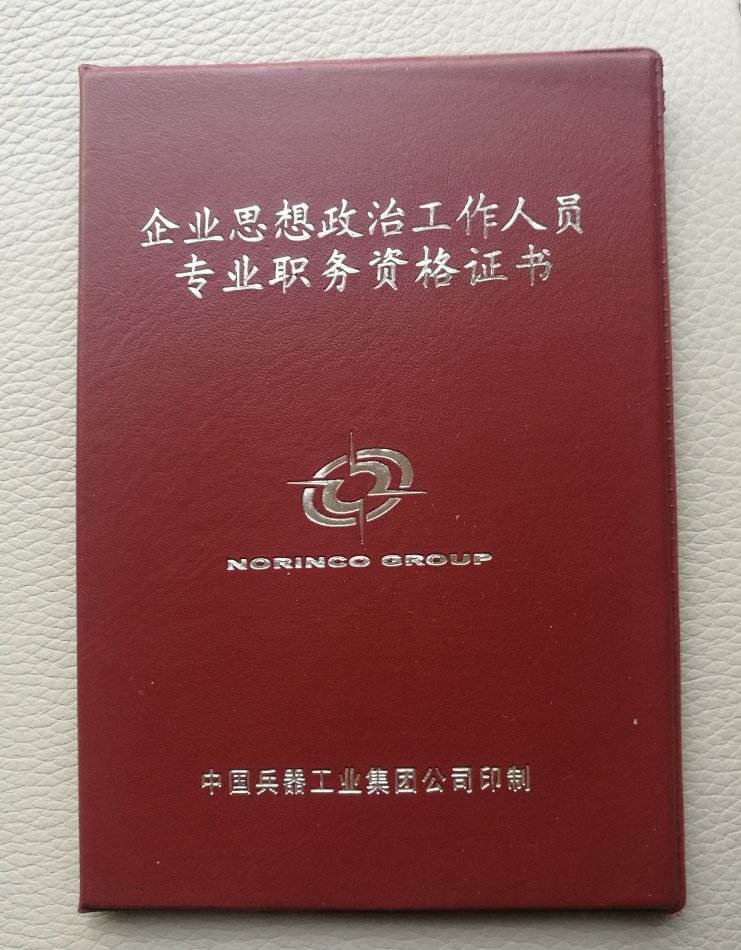 企业思想政治工作人员
专业职务资格证书
NORINCO GROUP
中国兵器工业集团公司印制